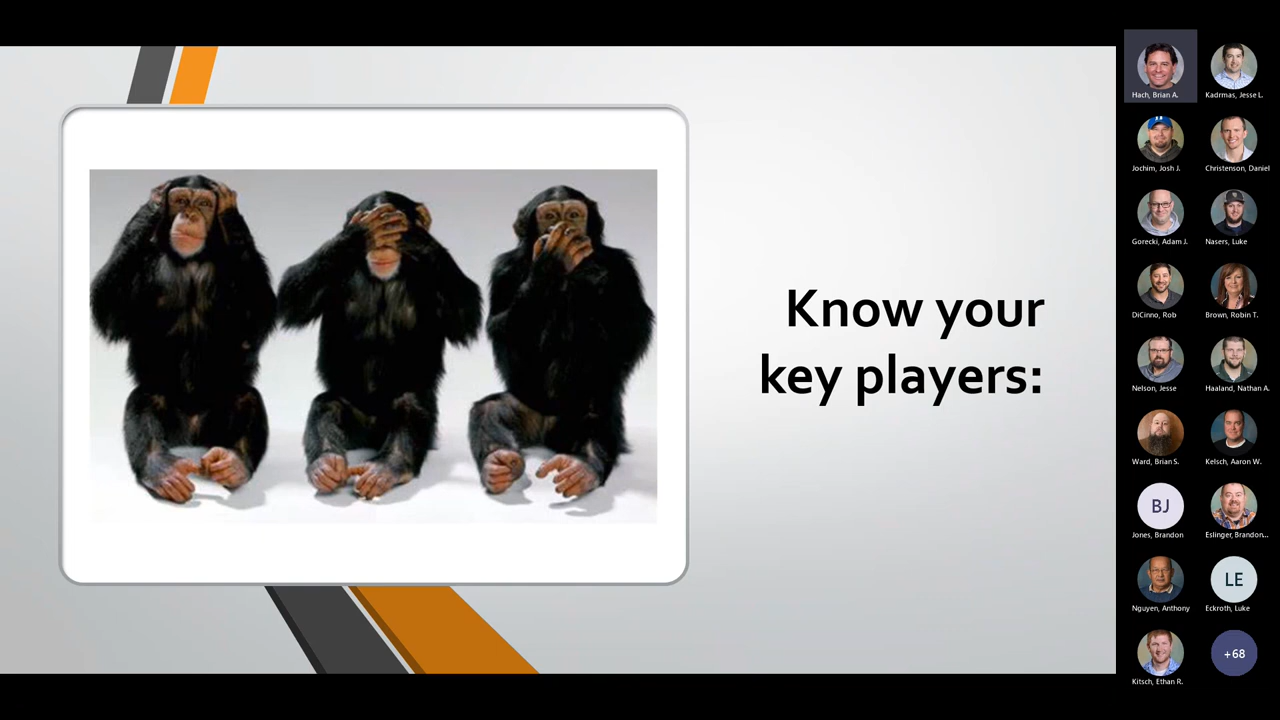 Know your
key players:
Hach, Brian A.
Kadrmas, Jesse L.
Jochim, Josh J.
Christenson, Daniel
Gorecki, Adam J.
Nasers, Luke
DiCinno, Rob
Brown, Robin T.
Nelson, Jesse
Haaland, Nathan A.
Ward, Brian S.
Kelsch, Aaron W.
BJ
Jones, Brandon
Eslinger, Brandon...
Nguyen, Anthony
LE
Eckroth, Luke
Kitsch, Ethan R.
+68